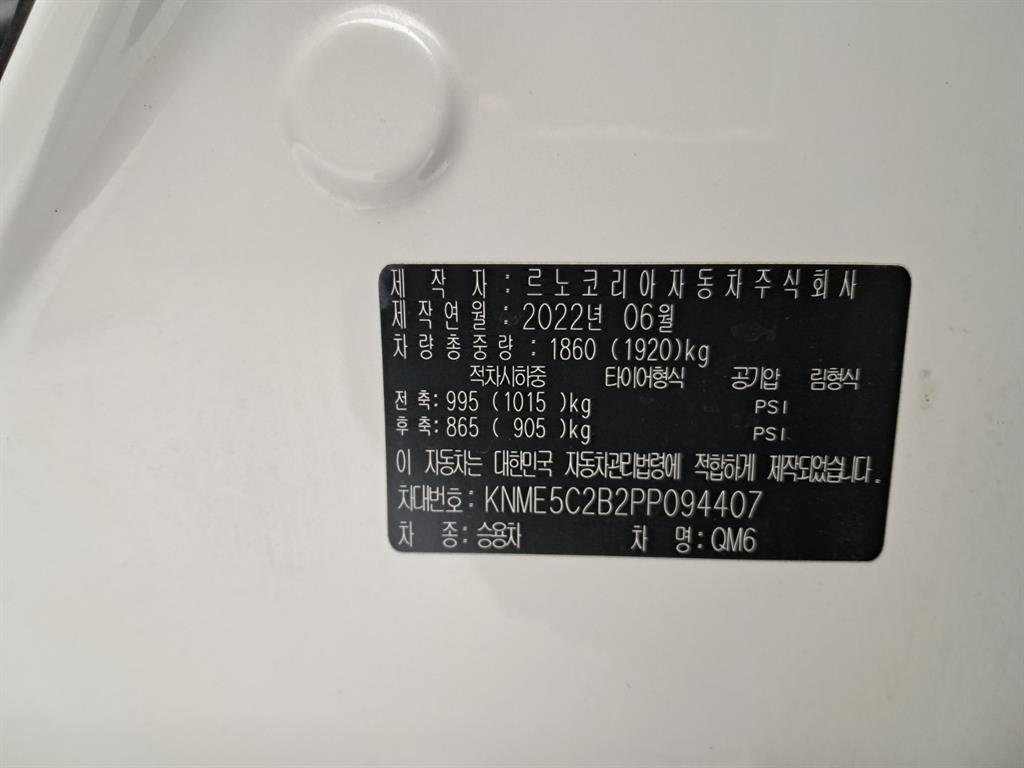 제 작 자 : 르노코리아자동차주식회사
제작연월 : 2022년 06월
차량총중량 : 1860 (1920)kg
적차시하중 타이어형식 공기압 림형식
전 축 : 995 (1015 )kg PSI
후 축 : 865 ( 905)kg PSI
이 자동차는 대한민국 자동차관리법령에 적합하게 제작되었습니다.
차대번호 : KNME5C2B2PP094407
차 종 : 승용차 차 명 : QM6